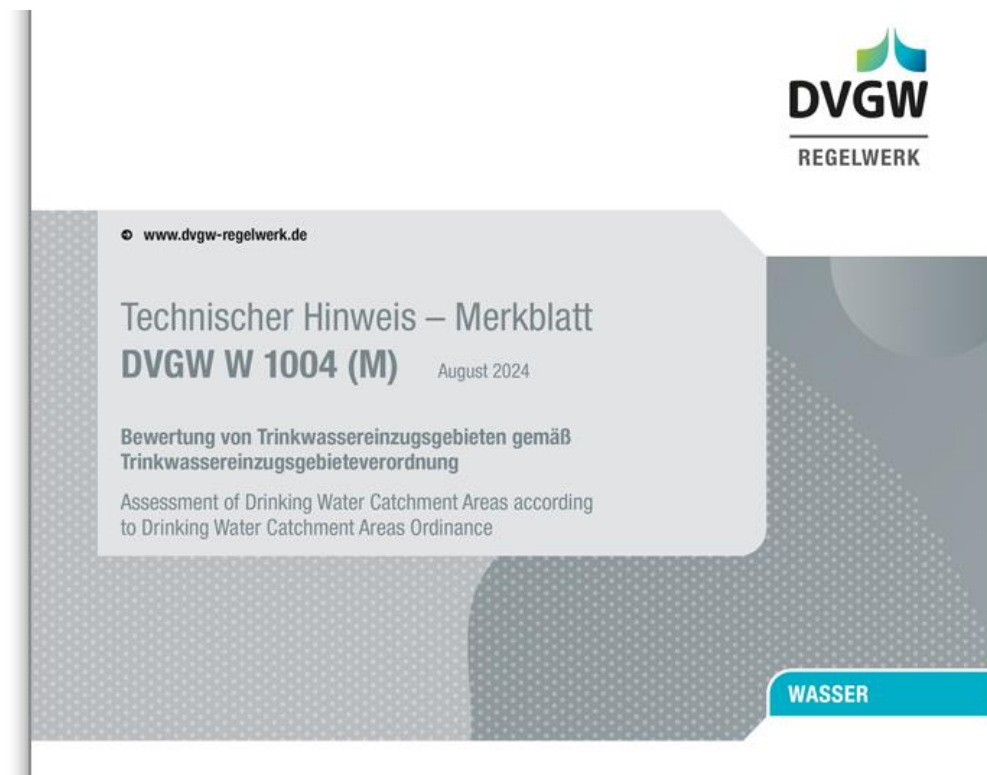 DVGW
REGELWERK
www.dvgw-regelwerk.de
Technischer Hinweis – Merkblatt
DVGW W 1004 (M) August 2024
Bewertung von Trinkwassereinzugsgebieten gemäß
Trinkwassereinzugsgebieteverordnung
Assessment of Drinking Water Catchment Areas according
to Drinking Water Catchment Areas Ordinance
WASSER